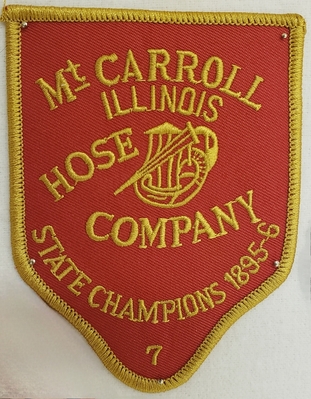 Mt CARROLL
ILLINOIS
HOSE
COMPANY
STATE CHAMPIONS 1895-6
7